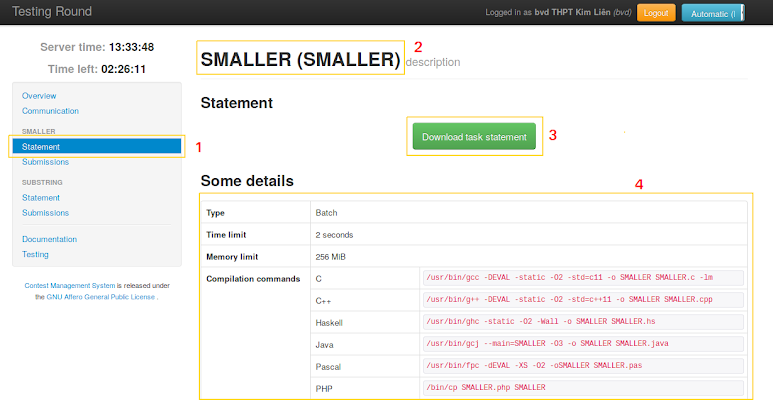 Testing Round
Logged in as bvd THPT Kim Liên (bvd)
Logout
Automatic (
Server time: 13:33:48
Time left: 02:26:11
Overview
Communication
SMALLER
Statement
1
Submissions
SUBSTRING
Statement
Submissions
Documentation
Testing
Contest Management System is released under
the GNU Affero General Public License .
SMALLER (SMALLER) description
2
Statement
Download task statement
3
Some details
4
Type Batch
Time limit 2 seconds
Memory limit 256 MiB
Compilation commands C /usr/bin/gcc -DEVAL -static -O2 -std=c11 -o SMALLER SMALLER.c -lm
C++ /usr/bin/g++ -DEVAL -static -O2 -std=c++11 -o SMALLER SMALLER.cpp
Haskell /usr/bin/ghc -static -O2 -Wall -o SMALLER SMALLER.hs
Java /usr/bin/gcj --main=SMALLER -O3 -o SMALLER SMALLER.java
Pascal /usr/bin/fpc -dEVAL -XS -O2 -oSMALLER SMALLER.pas
PHP /bin/cp SMALLER.php SMALLER